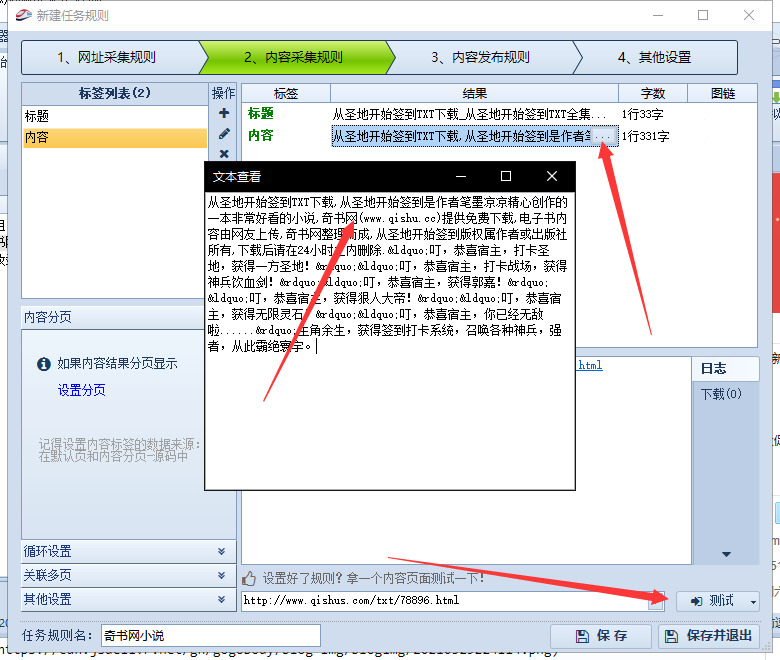 新建任务规则
1、网址采集规则
2、内容采集规则
3、内容发布规则
4、其他设置
标签列表(2)
操作
标签
结果
字数
图链
标题
内容
标题
从圣地开始签到TXT下载_从圣地开始签到TXT全集...
1行33字
内容
从圣地开始签到TXT下载,从圣地开始签到是作者笔
...
1行331字
文本查看
从圣地开始签到TXT下载,从圣地开始签到是作者笔墨凉凉精心创作的
一本非常好看的小说,奇书网(www.qishu.cc)提供免费下载,电子书内
容由网友上传,奇书网整理而成,从圣地开始签到版权属作者或出版社
所有,下载后请在24小时之内删除.&ldquo;叮，恭喜宿主，打卡圣
地，获得一方圣地！&rdquo;&ldquo;叮，恭喜宿主，打卡战场，获得
神兵饮血剑！&rdquo;&ldquo;叮，恭喜宿主，获得郭嘉！&rdquo;
&ldquo;叮，恭喜宿主，获得狠人大帝！&rdquo;&ldquo;叮，恭喜宿
主，获得无限灵石！&rdquo;&ldquo;叮，恭喜宿主，你已经无敌
啦......&rdquo;主角余生，获得签到打卡系统，召唤各种神兵，强
者，从此霸绝寰宇。
内容分页
如果内容结果分页显示
设置分页
记得设置内容标签的数据来源：
在默认页和内容分页-源码中
.html
日志
下载(0)
循环设置
关联多页
其他设置
设置好了规则？拿一个内容页面测试一下！
http://www.qishus.com/txt/78896.html
测试
任务规则名：
奇书网小说
保 存
保存并退出